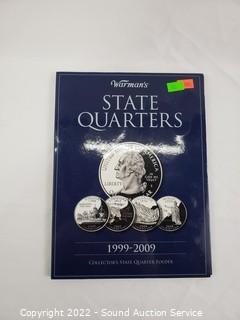 Warman's
STATE
QUARTERS
LIBERTY
1999-2009
COLLECTOR'S STATE QUARTER FOLDER
Copyright 2022 - Sound Auction Service